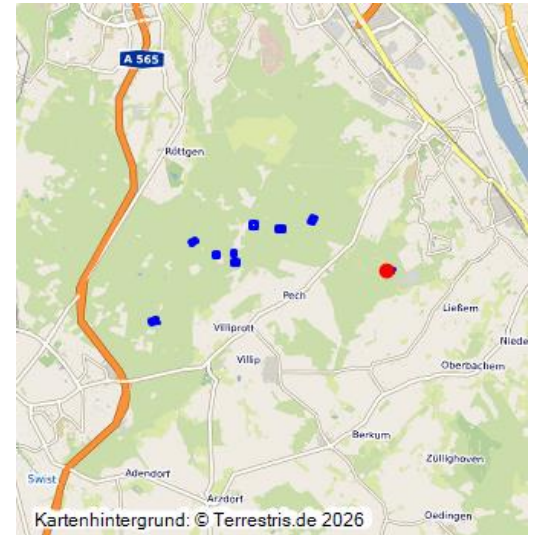 A 565
Röttgen
Pech
Ließem
Villiprott
Niede
Villip
Oberbachem
Berkum
Züllighoven
Swist
Adendorf
Arzdorf
Oedingen
Kartenhintergrund: © Terrestris.de 2026